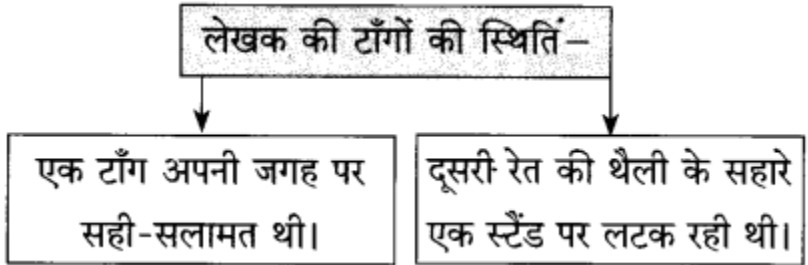 लेखक की टाँगों की स्थिति–
एक टाँग अपनी जगह पर
सही-सलामत थी।
दूसरी रेत की थैली के सहारे
एक स्टैंड पर लटक रही थी।